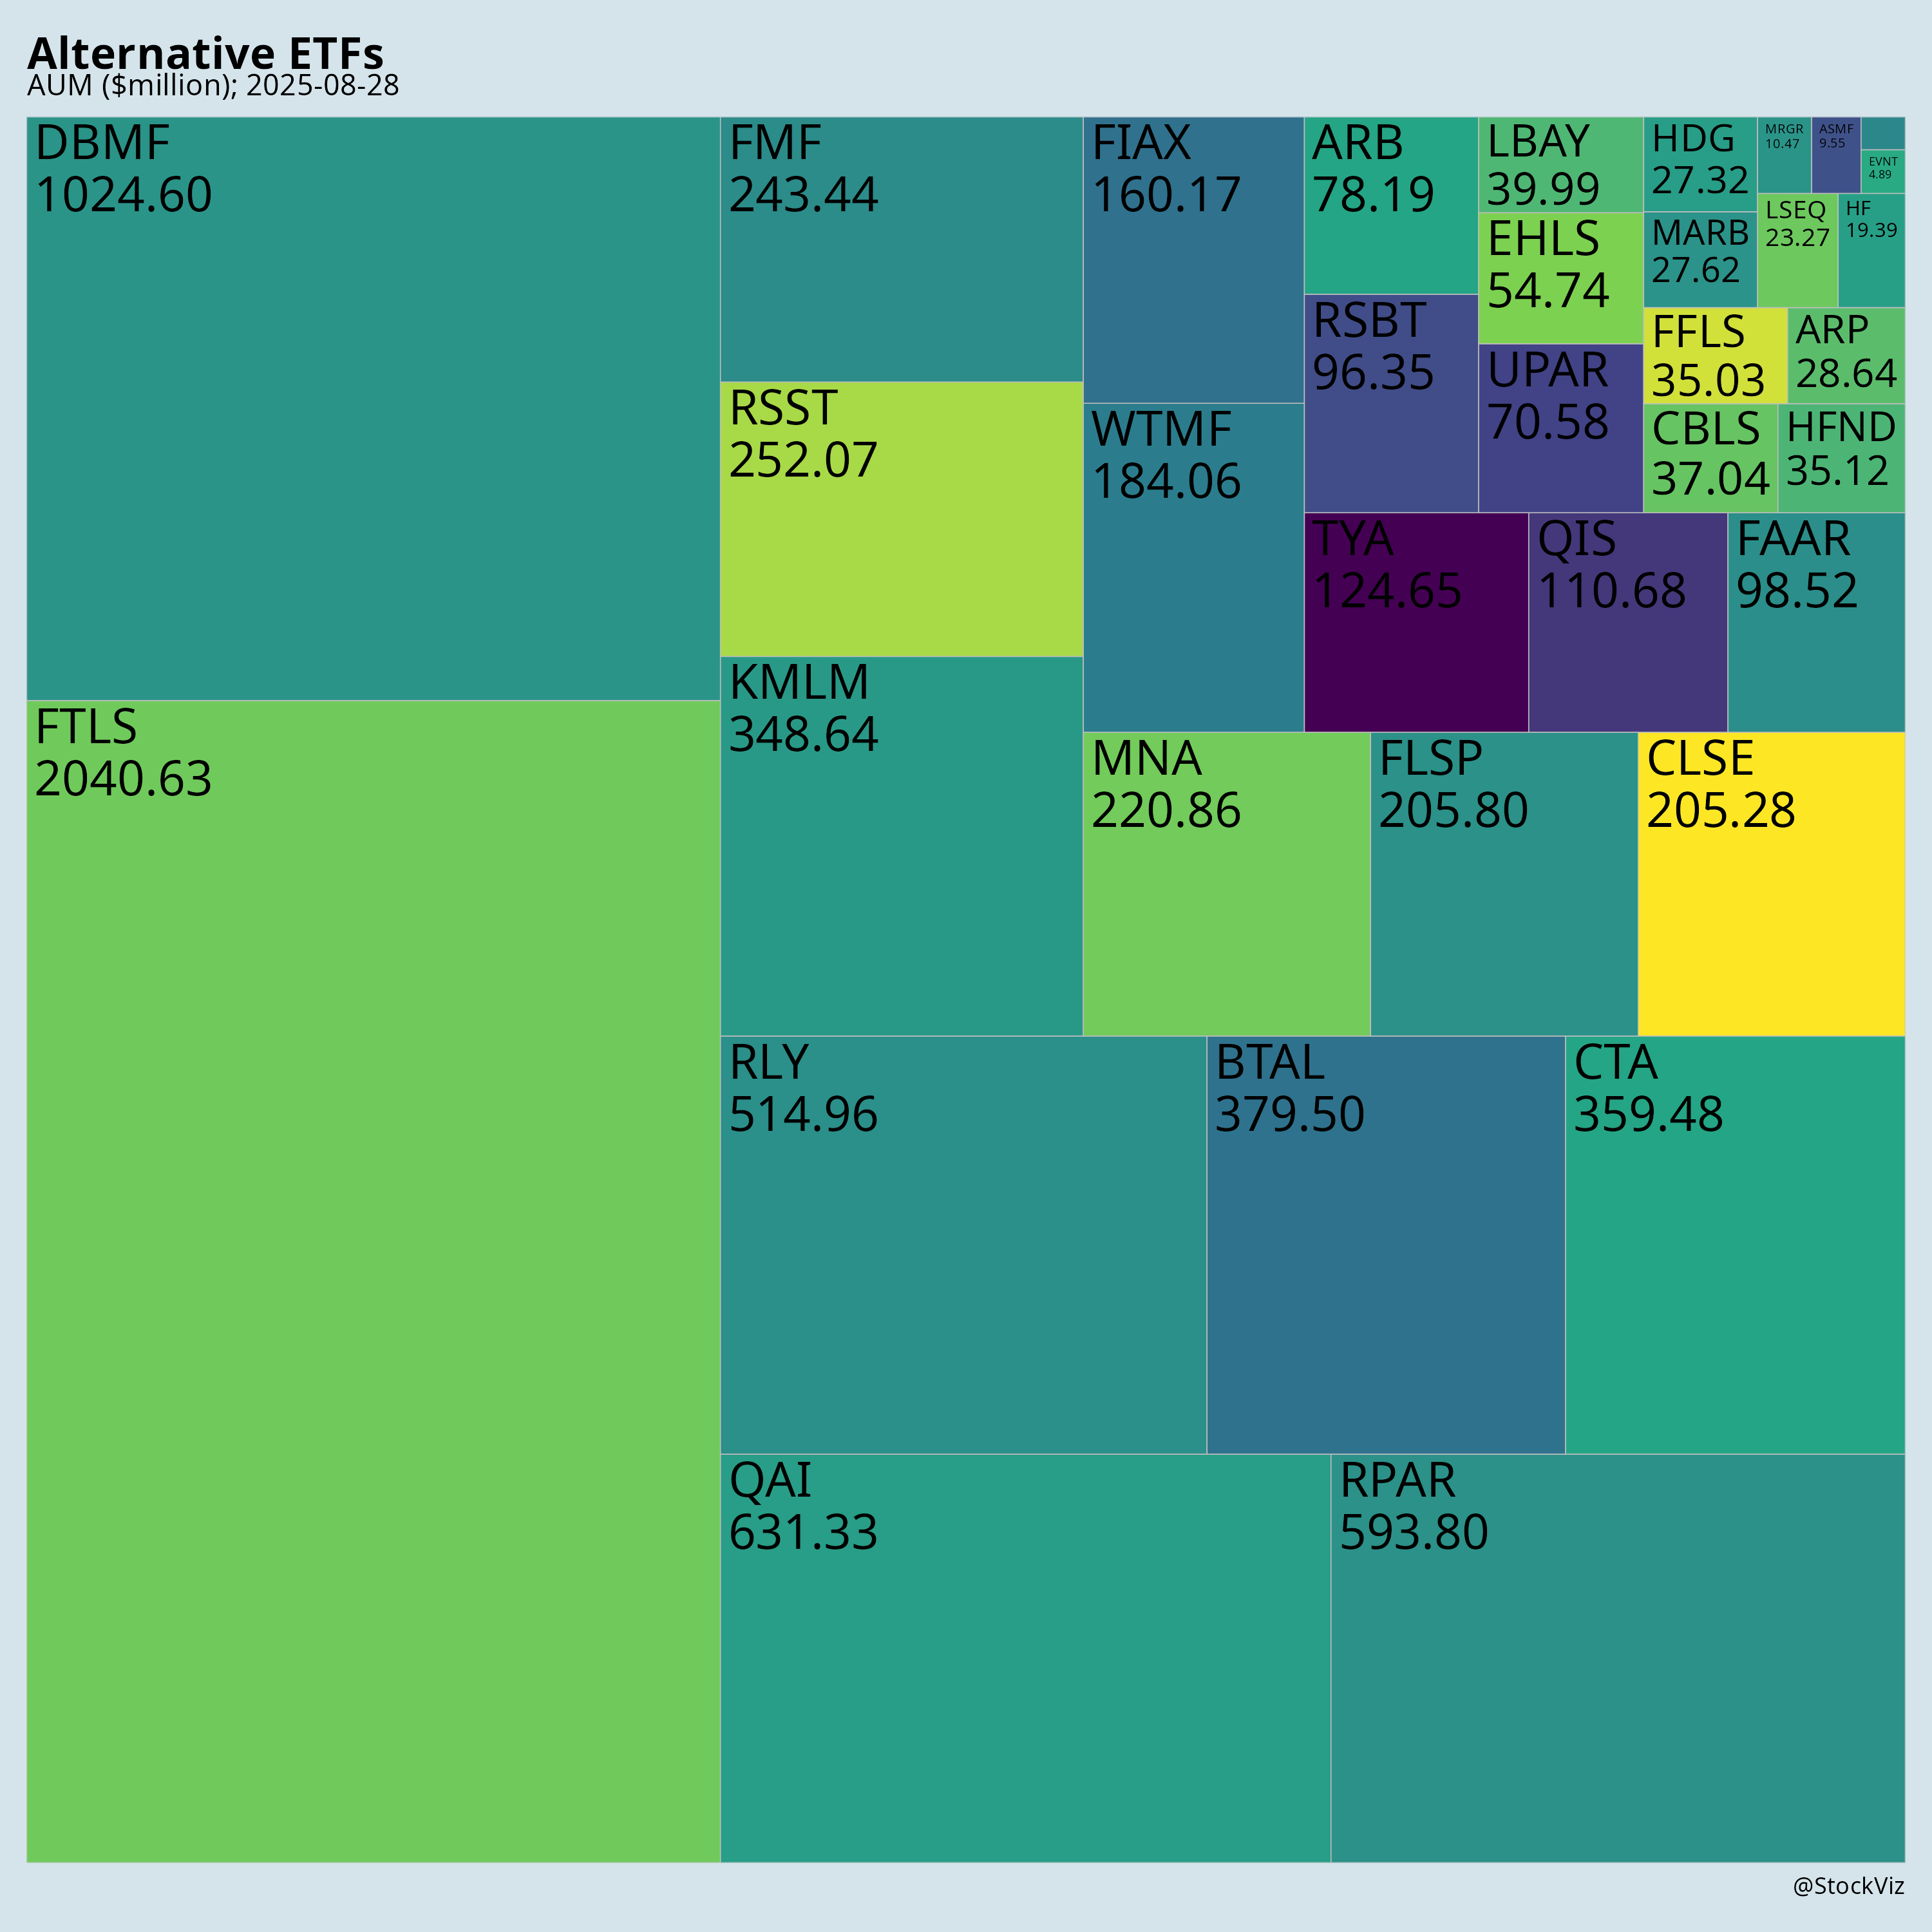 Alternative ETFs
AUM ($million); 2025-08-28
DBMF
1024.60
FTLS
2040.63
FMF
243.44
RSST
252.07
KMLM
348.64
FIAX
160.17
WTMF
184.06
ARB
78.19
RSBT
96.35
LBAY
39.99
EHLS
54.74
UPAR
70.58
HDG
27.32
MARB
27.62
MRGR
10.47
ASMF
9.55
EVNT
4.89
LSEQ
23.27
HF
19.39
FFLS
35.03
ARP
28.64
CBLS
37.04
HFND
35.12
TYA
124.65
QIS
110.68
FAAR
98.52
MNA
220.86
FLSP
205.80
CLSE
205.28
RLY
514.96
BTAL
379.50
CTA
359.48
QAI
631.33
RPAR
593.80
@StockViz